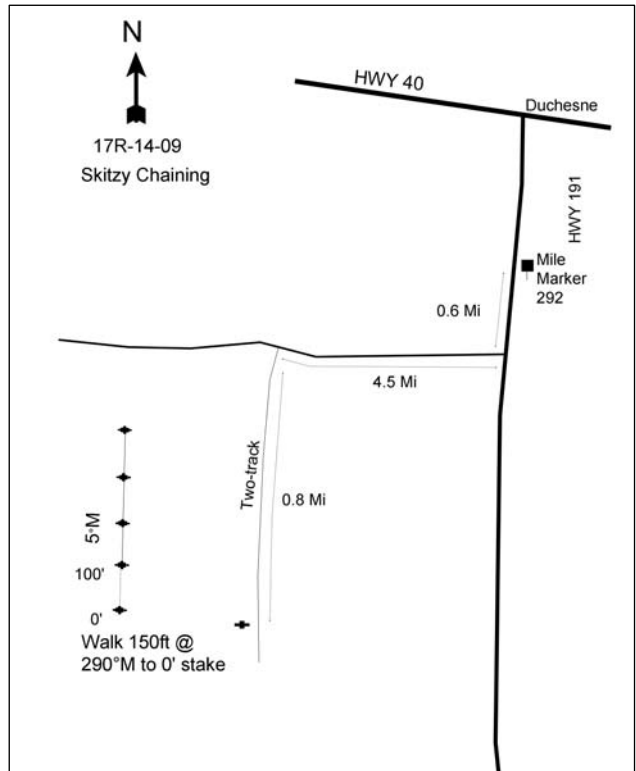 N
HWY 40
Duchesne
17R-14-09
Skitzy Chaining
HWY 191
Mile
Marker
292
0.6 Mi
4.5 Mi
Two-track
0.8 Mi
5°M
100'
0'
Walk 150ft @
290°M to 0' stake